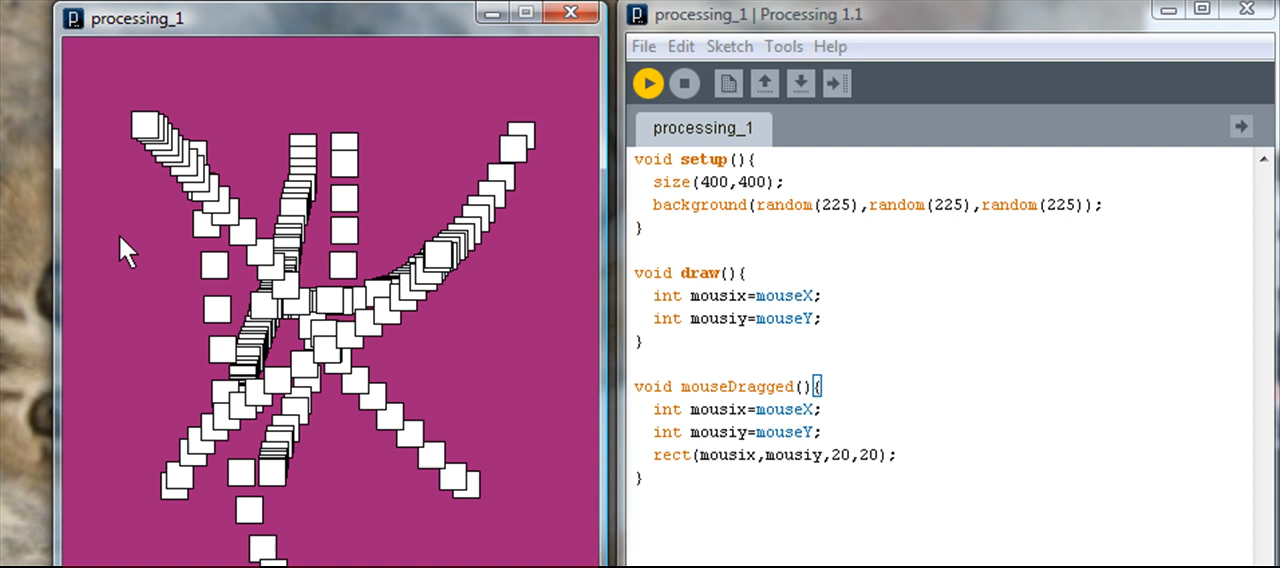 processing_1
processing_1 | Processing 1.1
File Edit Sketch Tools Help
processing_1
void setup(){
  size(400,400);
  background(random(225),random(225),random(225));
}

void draw(){
  int mousix=mouseX;
  int mousiy=mouseY;
}

void mouseDragged(){
  int mousix=mouseX;
  int mousiy=mouseY;
  rect(mousix,mousiy,20,20);
}